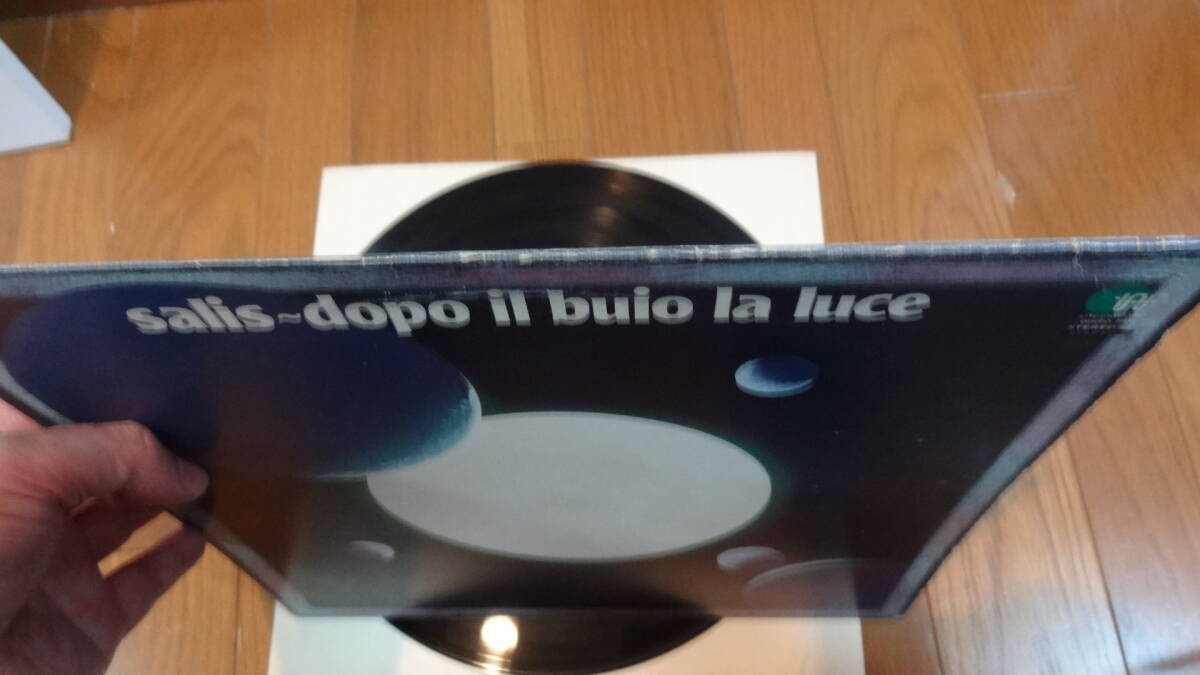 salis~dopo il buio la luce